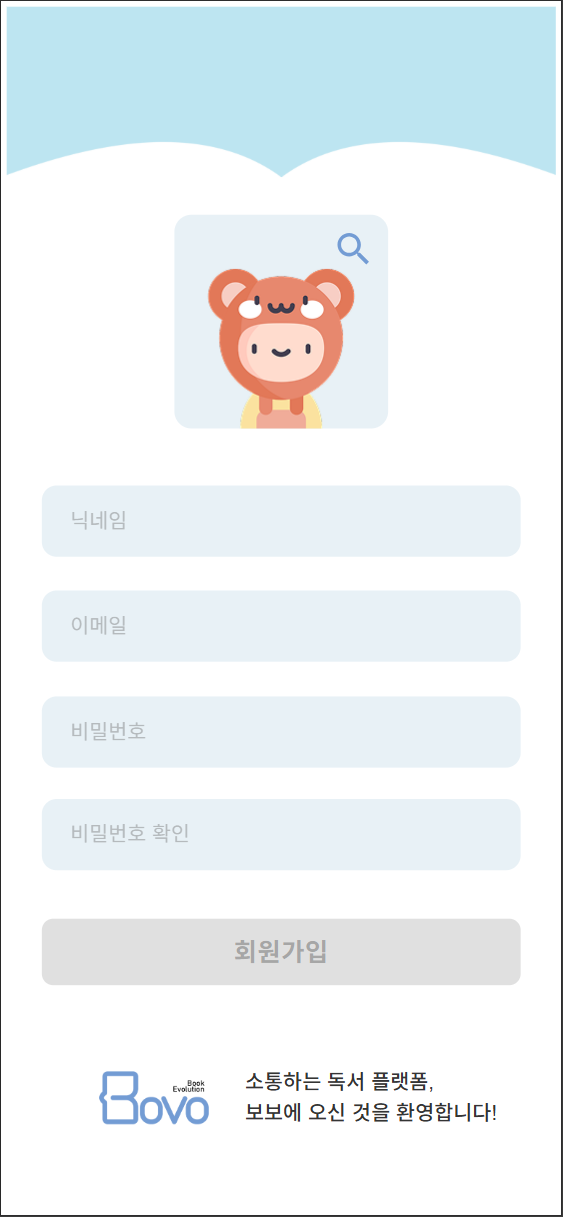 닉네임
이메일
비밀번호
비밀번호 확인
회원가입
Book
Evolution
Bovo
소통하는 독서 플랫폼,
보보에 오신 것을 환영합니다!